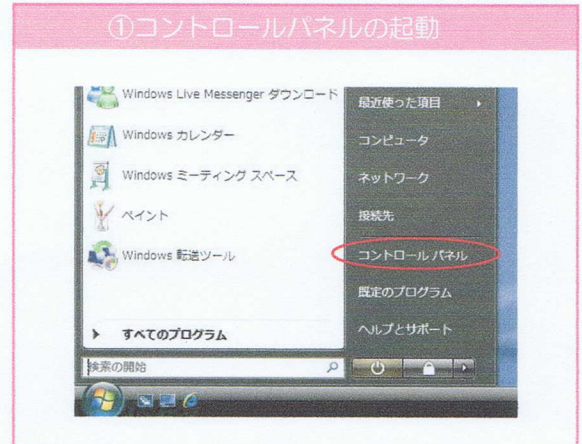 ①コントロールパネルの起動
Windows Live Messenger ダウンロード
Windows カレンダー
Windows ミーティング スペース
ペイント
Windows 転送ツール
すべてのプログラム
検索の開始
最近使った項目
コンピュータ
ネットワーク
接続先
コントロール パネル
既定のプログラム
ヘルプとサポート